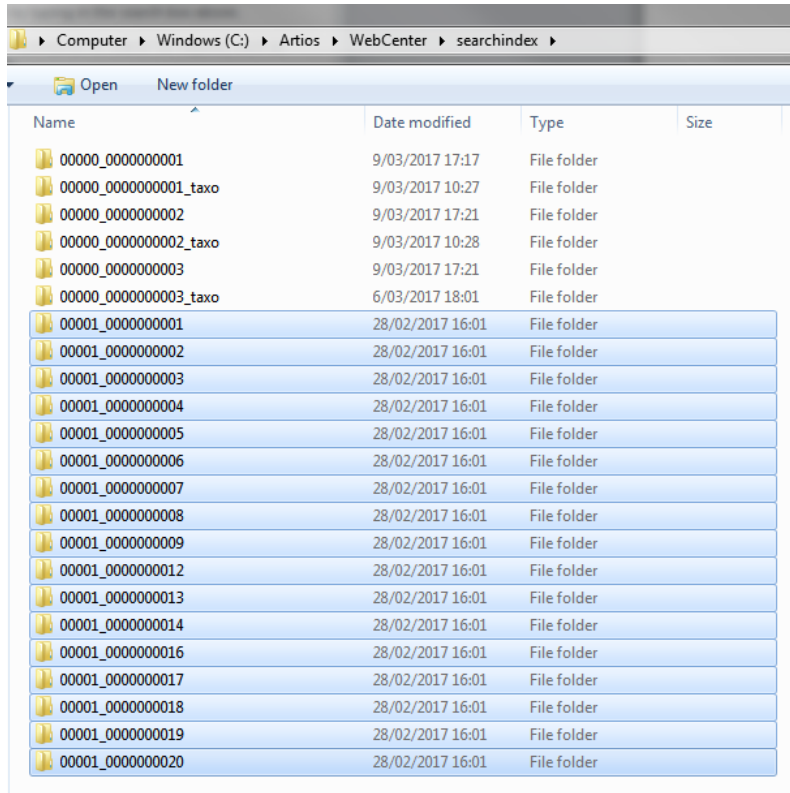 Computer Windows (C:) Artios WebCenter searchindex
Open New folder
Name Date modified Type Size
00000_0000000001 9/03/2017 17:17 File folder
00000_0000000001_taxo 9/03/2017 10:27 File folder
00000_0000000002 9/03/2017 17:21 File folder
00000_0000000002_taxo 9/03/2017 10:28 File folder
00000_0000000003 9/03/2017 17:21 File folder
00000_0000000003_taxo 6/03/2017 18:01 File folder
00001_0000000001 28/02/2017 16:01 File folder
00001_0000000002 28/02/2017 16:01 File folder
00001_0000000003 28/02/2017 16:01 File folder
00001_0000000004 28/02/2017 16:01 File folder
00001_0000000005 28/02/2017 16:01 File folder
00001_0000000006 28/02/2017 16:01 File folder
00001_0000000007 28/02/2017 16:01 File folder
00001_0000000008 28/02/2017 16:01 File folder
00001_0000000009 28/02/2017 16:01 File folder
00001_0000000012 28/02/2017 16:01 File folder
00001_0000000013 28/02/2017 16:01 File folder
00001_0000000014 28/02/2017 16:01 File folder
00001_0000000016 28/02/2017 16:01 File folder
00001_0000000017 28/02/2017 16:01 File folder
00001_0000000018 28/02/2017 16:01 File folder
00001_0000000019 28/02/2017 16:01 File folder
00001_0000000020 28/02/2017 16:01 File folder